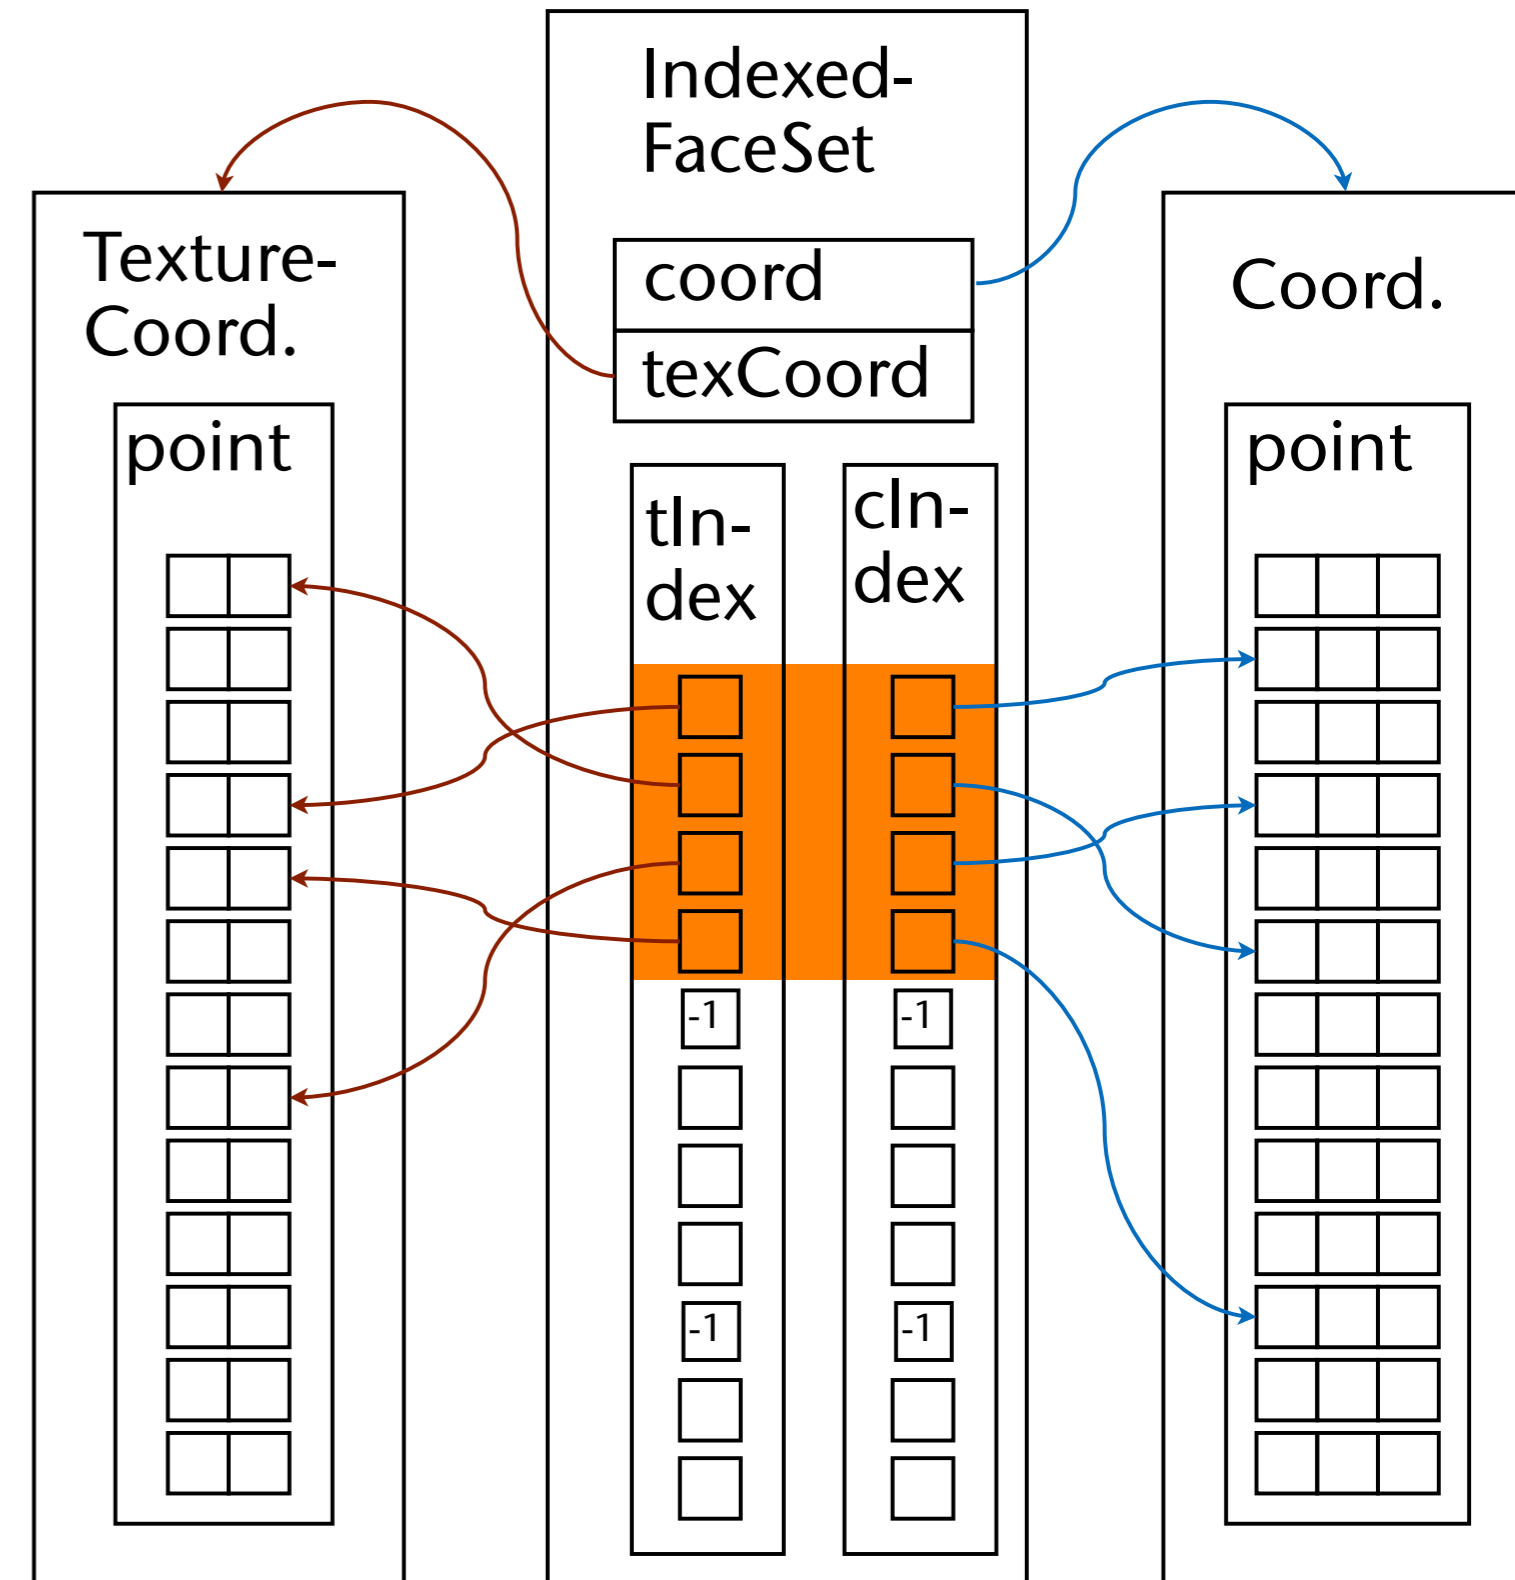 Indexed-
FaceSet
Texture-
Coord.
coord
texCoord
Coord.
point
tIn-
dex
cIn-
dex
point
-1
-1
-1
-1